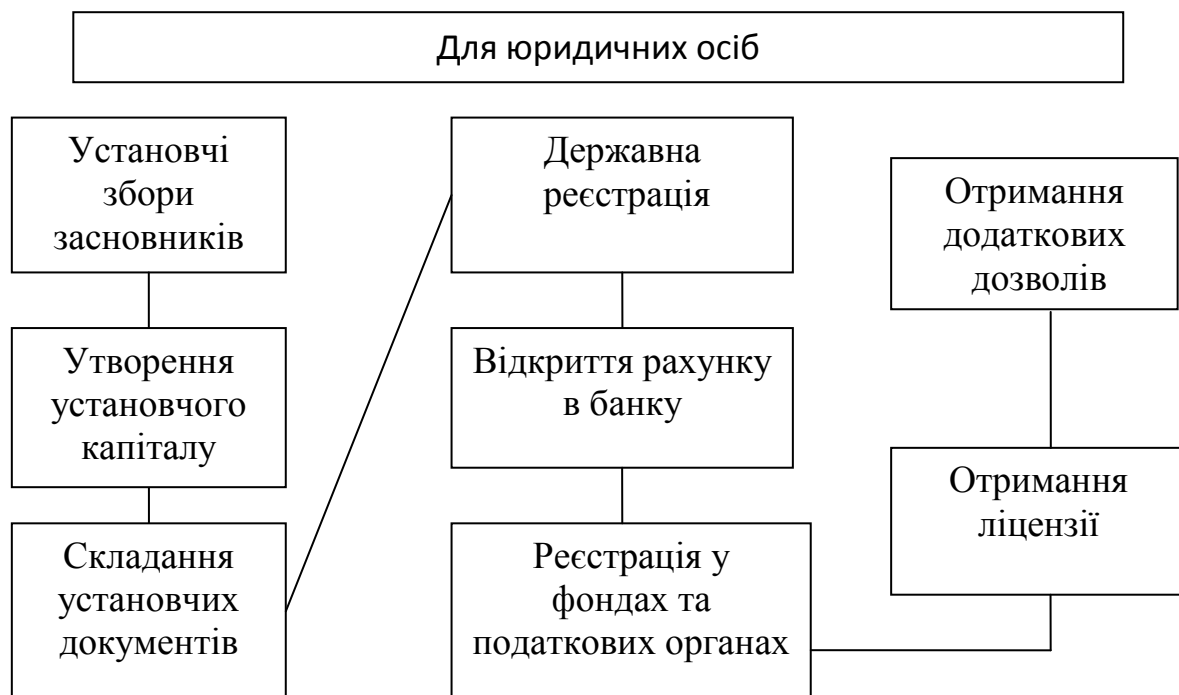 Для юридичних осіб
Установчі
збори
засновників
Утворення
установчого
капіталу
Складання
установчих
документів
Державна
реєстрація
Відкриття рахунку
в банку
Реєстрація у
фондах та
податкових органах
Отримання
додаткових
дозволів
Отримання
ліцензії